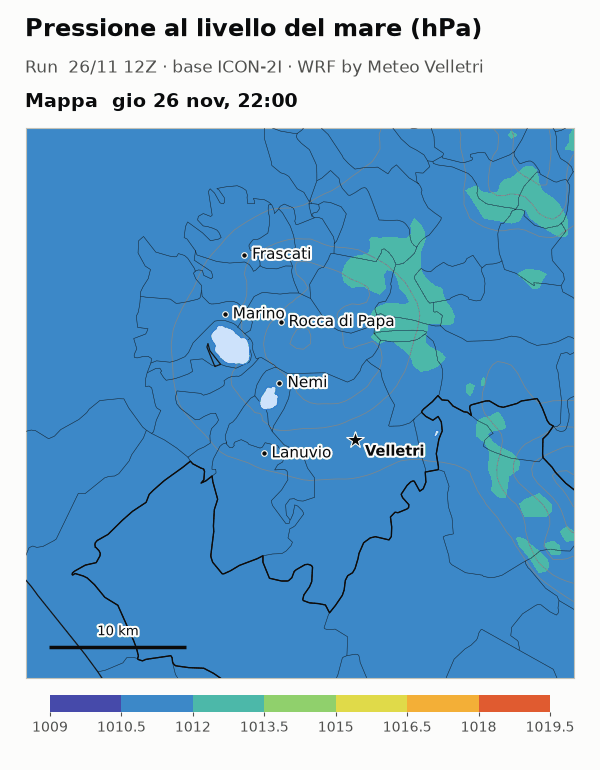 Pressione al livello del mare (hPa)
Run  26/11 12Z · base ICON-2I · WRF by Meteo Velletri
Mappa  gio 26 nov, 22:00
Frascati
Marino
Rocca di Papa
Nemi
Velletri
Lanuvio
10 km
1009 1010.5 1012 1013.5 1015 1016.5 1018 1019.5